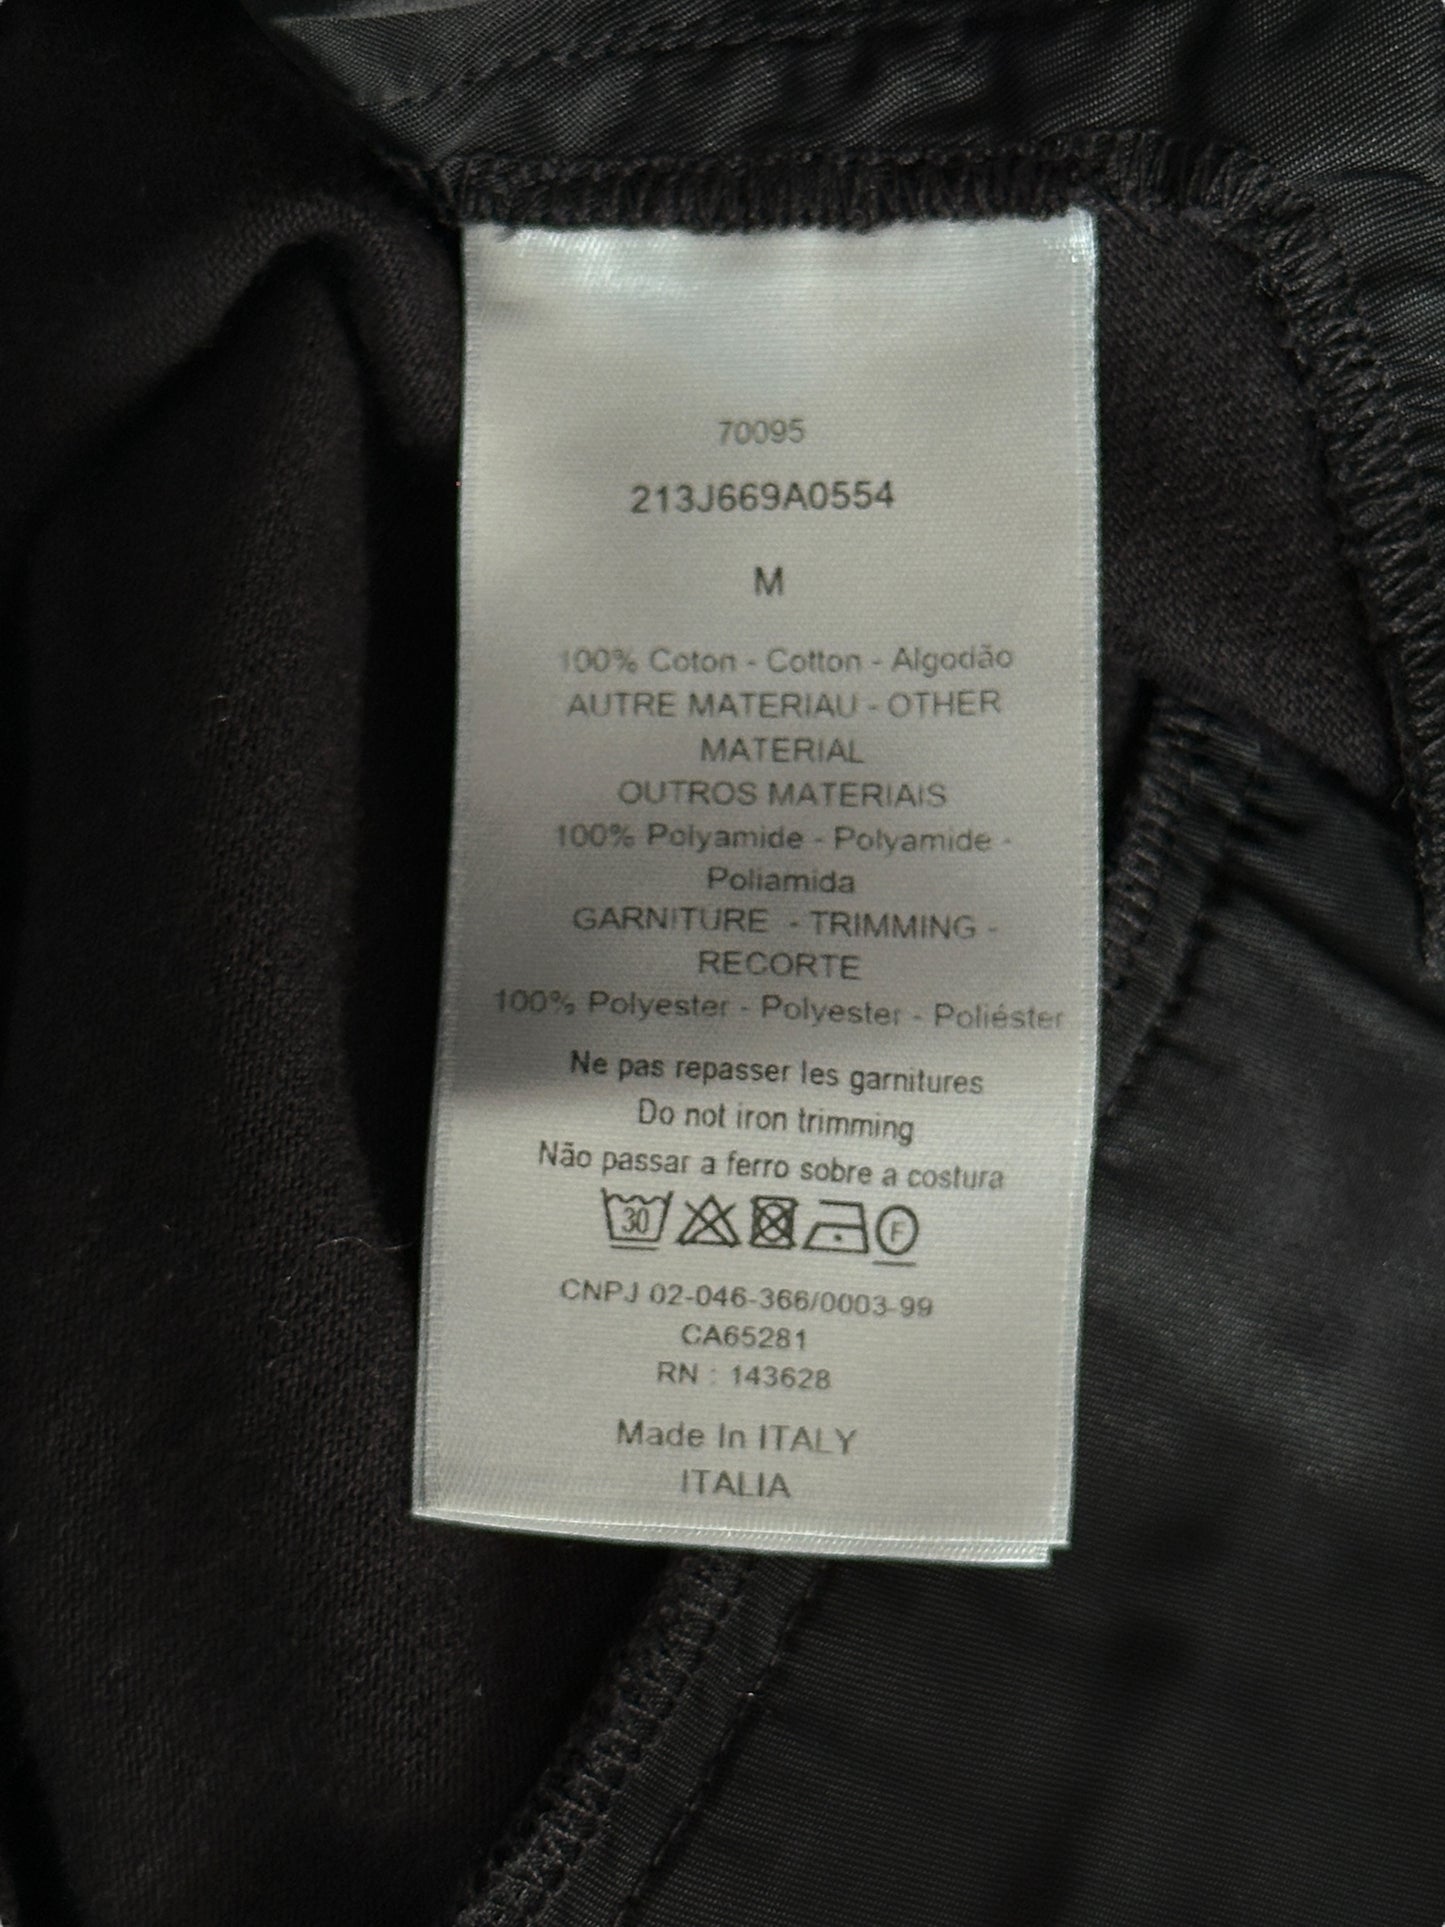 70095
213J669A0554
M
100% Coton - Cotton - Algodão
AUTRE MATERIAU - OTHER
MATERIAL
OUTROS MATERIAIS
100% Polyamide - Polyamide -
Poliamida
GARNITURE - TRIMMING -
RECORTE
100% Polyester - Polyester - Poliéster
Ne pas repasser les garnitures
Do not iron trimming
Não passar a ferro sobre a costura
30 F
CNPJ 02-046-366/0003-99
CA65281
RN : 143628
Made In ITALY
ITALIA